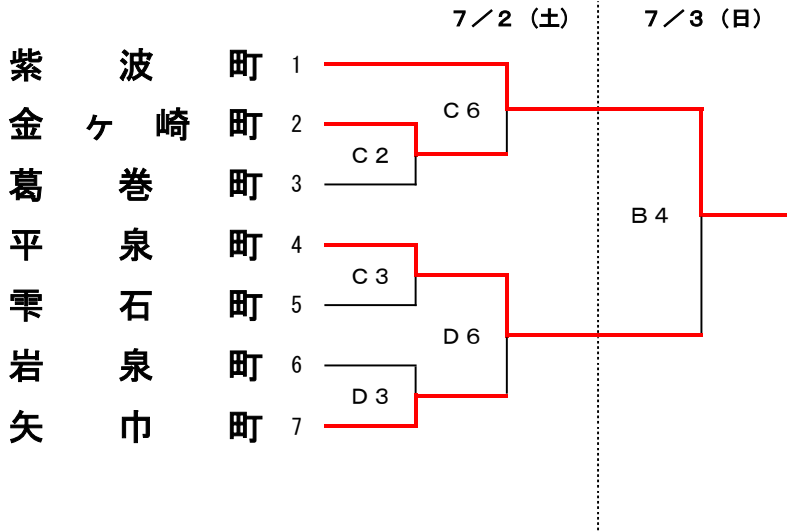 ７／２（土） ７／３（日）
紫波町 1
金ヶ崎町 2
Ｃ６
Ｃ２
葛巻町 3
Ｂ４
平泉町 4
Ｃ３
雫石町 5
Ｄ６
岩泉町 6
Ｄ３
矢巾町 7